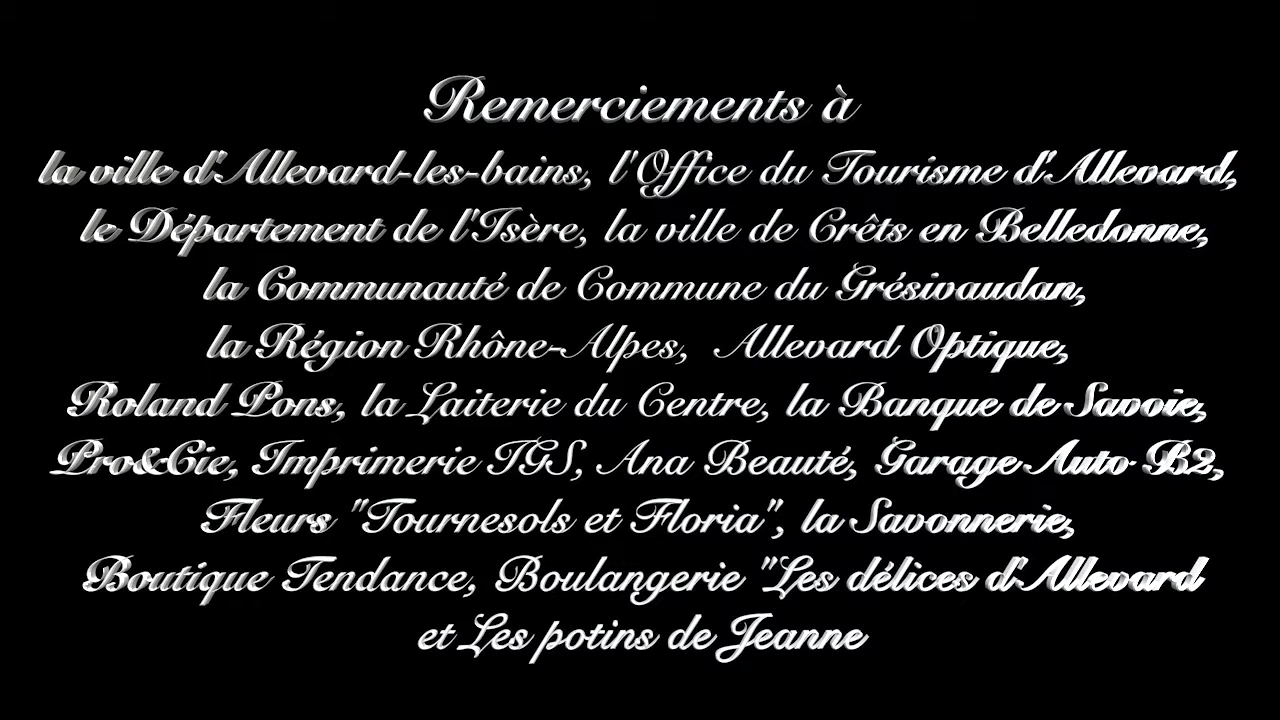 Remerciements à
la ville d'Allevard-les-bains, l'Office du Tourisme d'Allevard,
le Département de l'Isère, la ville de Crêts en Belledonne,
la Communauté de Commune du Grésivaudan,
la Région Rhône-Alpes, Allevard Optique,
Roland Pons, la Laiterie du Centre, la Banque de Savoie,
Pro&Cie, Imprimerie TGS, Ana Beauté, Garage Auto B2,
Fleurs "Tournesols et Floria", la Savonnerie,
Boutique Tendance, Boulangerie "Les délices d'Allevard
et Les potins de Jeanne